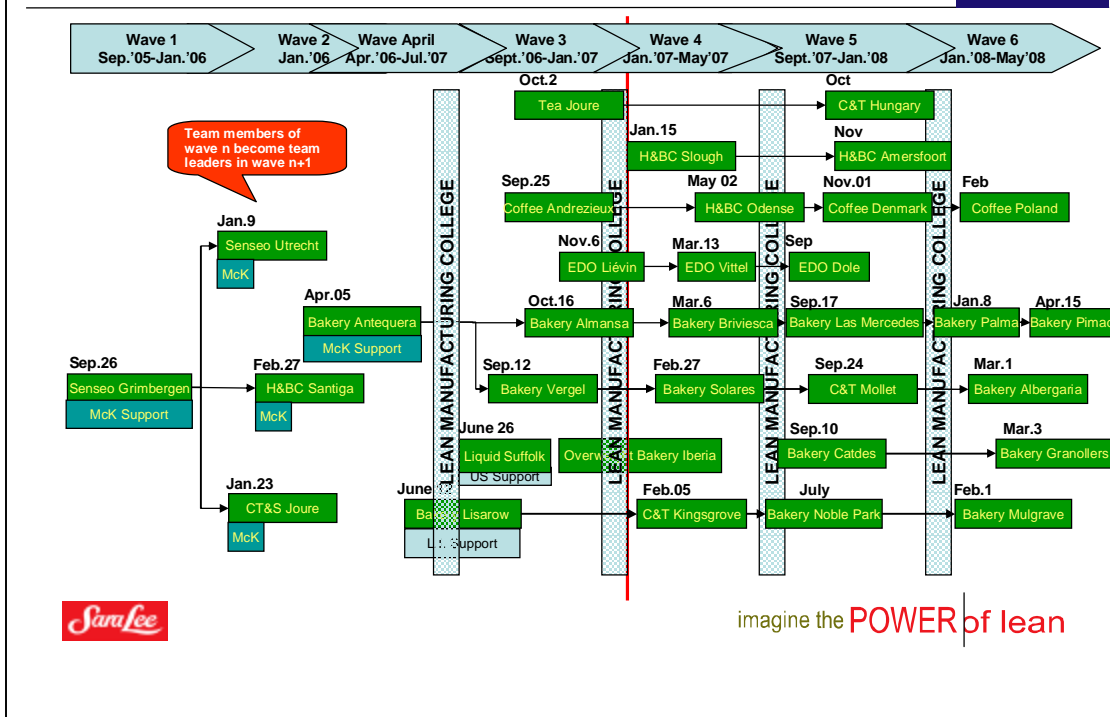 Wave 1
Sep.'05-Jan.'06
Wave 2
Jan.'06
Wave April
Apr.'06-Jul.'07
Wave 3
Sept.'06-Jan.'07
Wave 4
Jan.'07-May'07
Wave 5
Sept.'07-Jan.'08
Wave 6
Jan.'08-May'08
Oct.2
Tea Joure
Oct
C&T Hungary
Team members of
wave n become team
leaders in wave n+1
Jan.15
H&BC Slough
Nov
H&BC Amersfoort
Sep.25
Coffee Andrezieux
May 02
H&BC Odense
Nov.01
Coffee Denmark
Feb
Coffee Poland
Jan.9
Senseo Utrecht
McK
Nov.6
EDO Liévin
Mar.13
EDO Vittel
Sep
EDO Dole
Apr.05
Bakery Antequera
McK Support
Oct.16
Bakery Almansa
Mar.6
Bakery Briviesca
Sep.17
Bakery Las Mercedes
Jan.8
Bakery Palma
Apr.15
Bakery Pimad
Sep.26
Senseo Grimbergen
McK Support
Feb.27
H&BC Santiga
McK
Sep.12
Bakery Vergel
Feb.27
Bakery Solares
Sep.24
C&T Mollet
Mar.1
Bakery Albergaria
June 26
Liquid Suffolk
US Support
Bakery Iberia
Sep.10
Bakery Catdes
Mar.3
Bakery Granollers
Jan.23
CT&S Joure
McK
June
Lisarow
Support
Feb.05
C&T Kingsgrove
July
Bakery Noble Park
Feb.1
Bakery Mulgrave
LEAN MANUFACTURING COLLEGE
LEAN MANUFACTURING COLLEGE
LEAN MANUFACTURING COLLEGE
LEAN MANUFACTURING COLLEGE
Sara Lee
imagine the POWER of lean